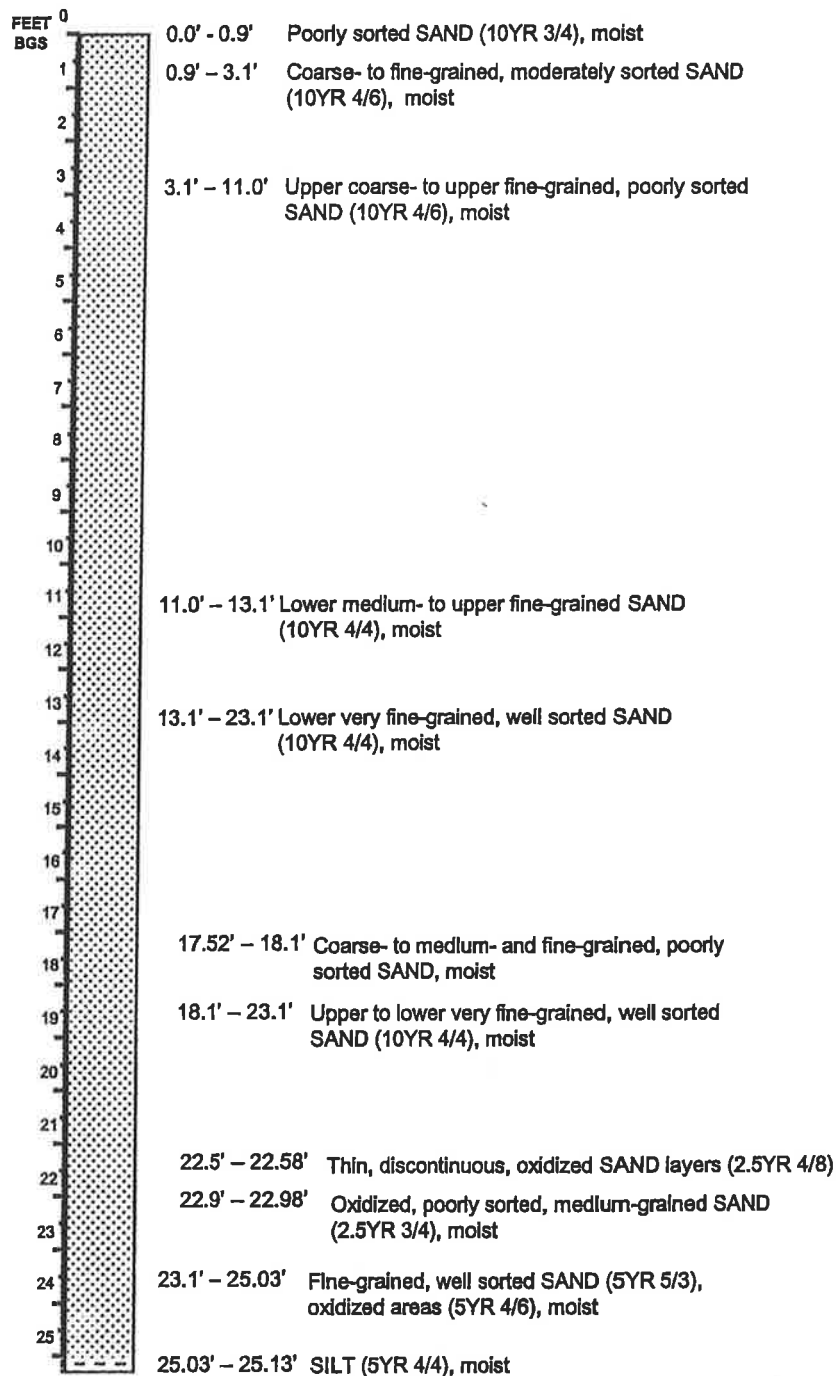 FEET 0
BGS
0.0' - 0.9' Poorly sorted SAND (10YR 3/4), moist
1
0.9' – 3.1' Coarse- to fine-grained, moderately sorted SAND
(10YR 4/6), moist
2
3
3.1' – 11.0' Upper coarse- to upper fine-grained, poorly sorted
SAND (10YR 4/6), moist
4
5
6
7
8
9
10
11
11.0' – 13.1' Lower medium- to upper fine-grained SAND
(10YR 4/4), moist
12
13
13.1' – 23.1' Lower very fine-grained, well sorted SAND
(10YR 4/4), moist
14
15
16
17
17.52' – 18.1' Coarse- to medium- and fine-grained, poorly
sorted SAND, moist
18
18.1' – 23.1' Upper to lower very fine-grained, well sorted
SAND (10YR 4/4), moist
19
20
21
22.5' – 22.58' Thin, discontinuous, oxidized SAND layers (2.5YR 4/8)
22
22.9' – 22.98' Oxidized, poorly sorted, medium-grained SAND
(2.5YR 3/4), moist
23
23.1' – 25.03' Fine-grained, well sorted SAND (5YR 5/3),
oxidized areas (5YR 4/6), moist
24
25
25.03' – 25.13' SILT (5YR 4/4), moist